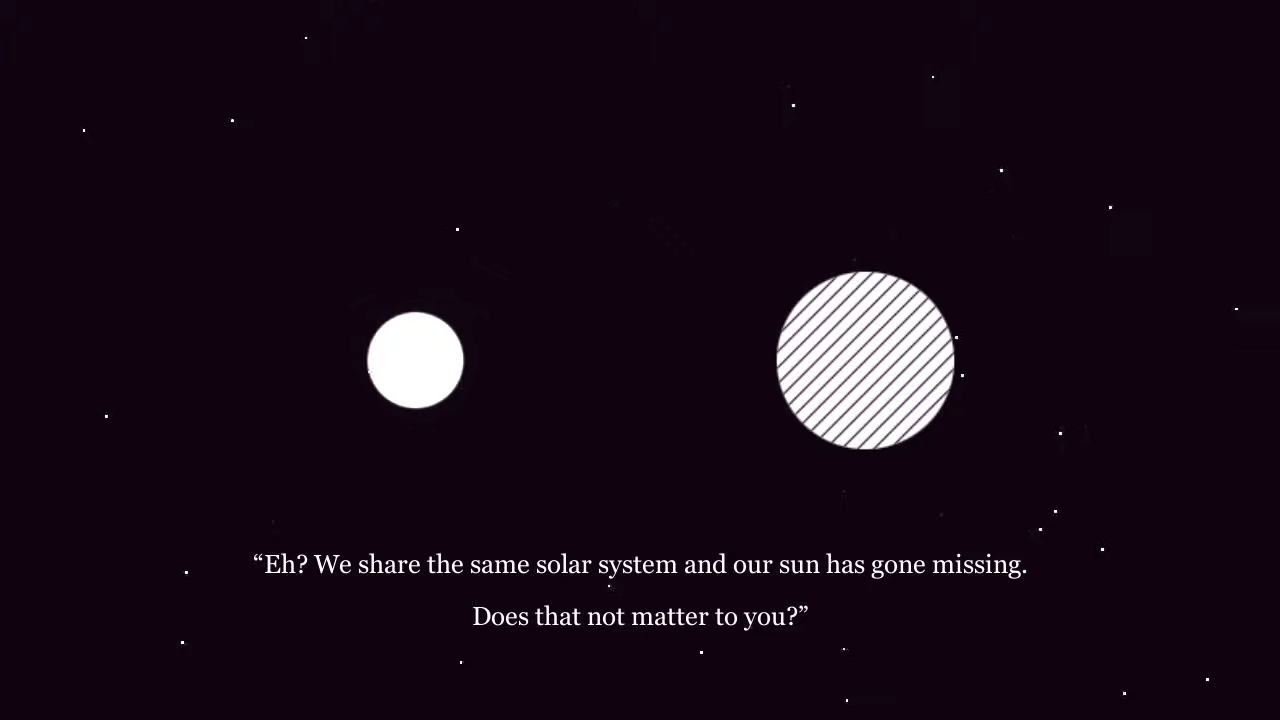 “Eh? We share the same solar system and our sun has gone missing.
Does that not matter to you?”